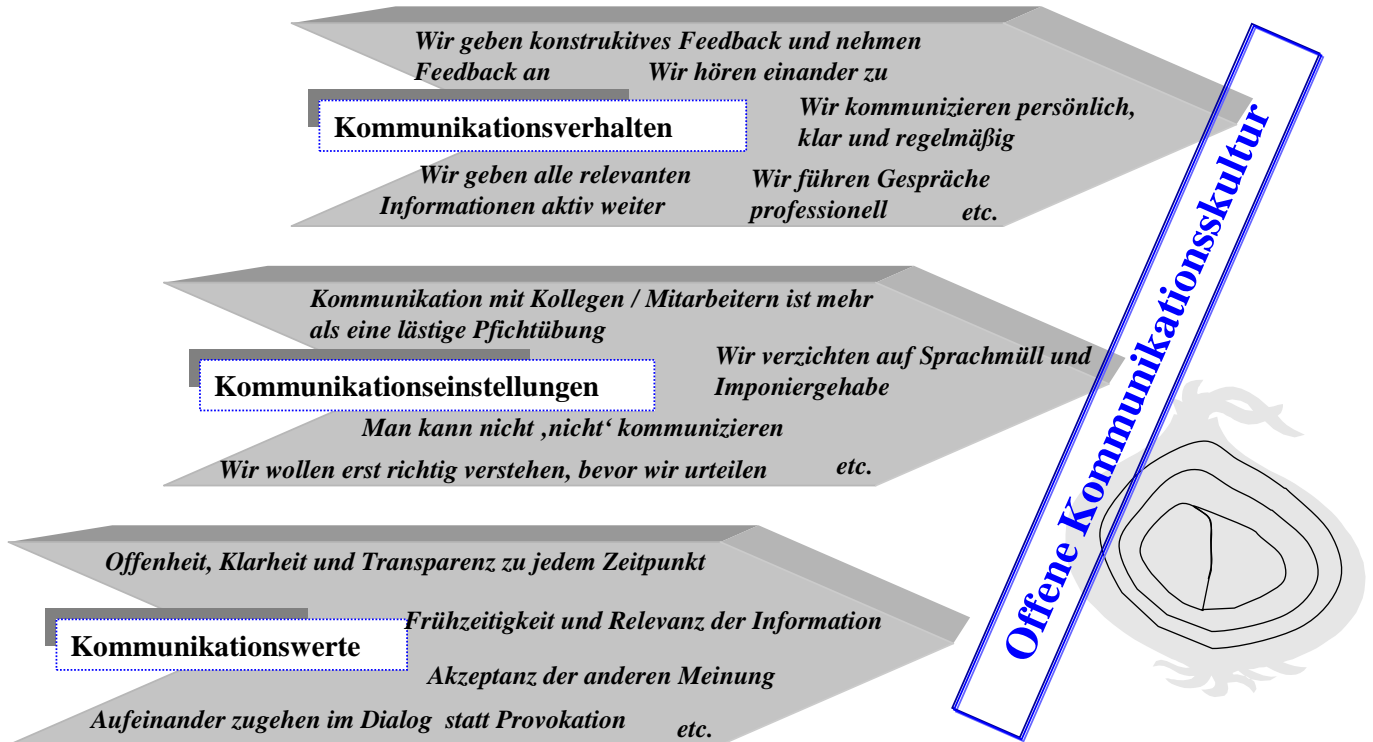 Wir geben konstrukitves Feedback und nehmen
Feedback an
Wir hören einander zu
Kommunikationsverhalten
Wir kommunizieren persönlich,
klar und regelmäßig
Wir geben alle relevanten
Informationen aktiv weiter
Wir führen Gespräche
professionell
etc.
Kommunikation mit Kollegen / Mitarbeitern ist mehr
als eine lästige Pfichtübung
Kommunikationseinstellungen
Wir verzichten auf Sprachmüll und
Imponiergehabe
Man kann nicht ‚nicht‘ kommunizieren
Wir wollen erst richtig verstehen, bevor wir urteilen
etc.
Offenheit, Klarheit und Transparenz zu jedem Zeitpunkt
Kommunikationswerte
Frühzeitigkeit und Relevanz der Information
Akzeptanz der anderen Meinung
Aufeinander zugehen im Dialog statt Provokation
etc.
Offene Kommunikationsskultur